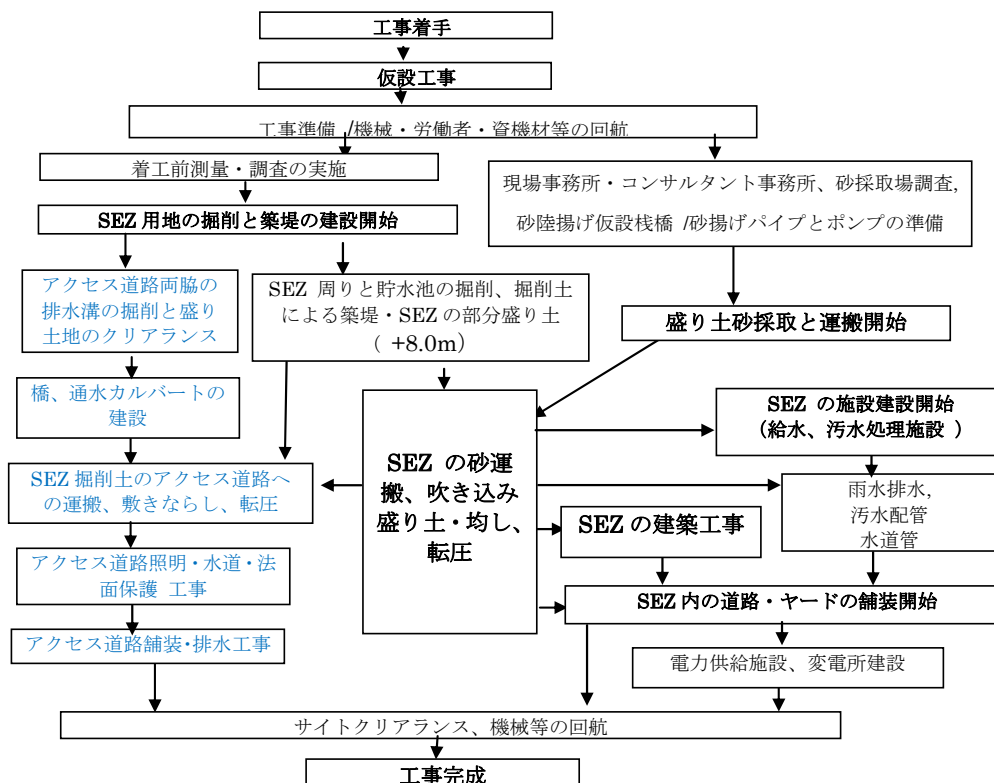 工事着手
仮設工事
工事準備 /機械・労働者・資機材等の回航
着工前測量・調査の実施
現場事務所・コンサルタント事務所、砂採取場調査,
砂陸揚げ仮設桟橋 /砂揚げパイプとポンプの準備
SEZ 用地の掘削と築堤の建設開始
アクセス道路両脇の
排水溝の掘削と盛り
土地のクリアランス
SEZ 周りと貯水池の掘削、掘削土
による築堤・SEZ の部分盛り土
( +8.0m)
盛り土砂採取と運搬開始
橋、通水カルバートの
建設
SEZ の砂運
搬、吹き込み
盛り土・均し、
転圧
SEZ の施設建設開始
(給水、汚水処理施設 )
SEZ 掘削土のアクセス道路へ
の運搬、敷きならし、転圧
雨水排水,
汚水配管
水道管
SEZ の建築工事
アクセス道路照明・水道・法
面保護 工事
SEZ 内の道路・ヤードの舗装開始
アクセス道路舗装・排水工事
電力供給施設、変電所建設
サイトクリアランス、機械等の回航
工事完成